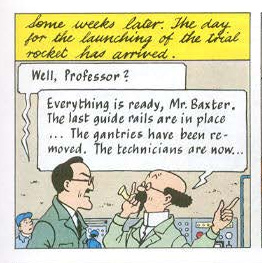 Some weeks later. The day
for the launching of the trial
rocket has arrived.
Well, Professor?
Everything is ready, Mr. Baxter.
The last guide rails are in place
... The gantries have been re-
moved. The technicians are now...